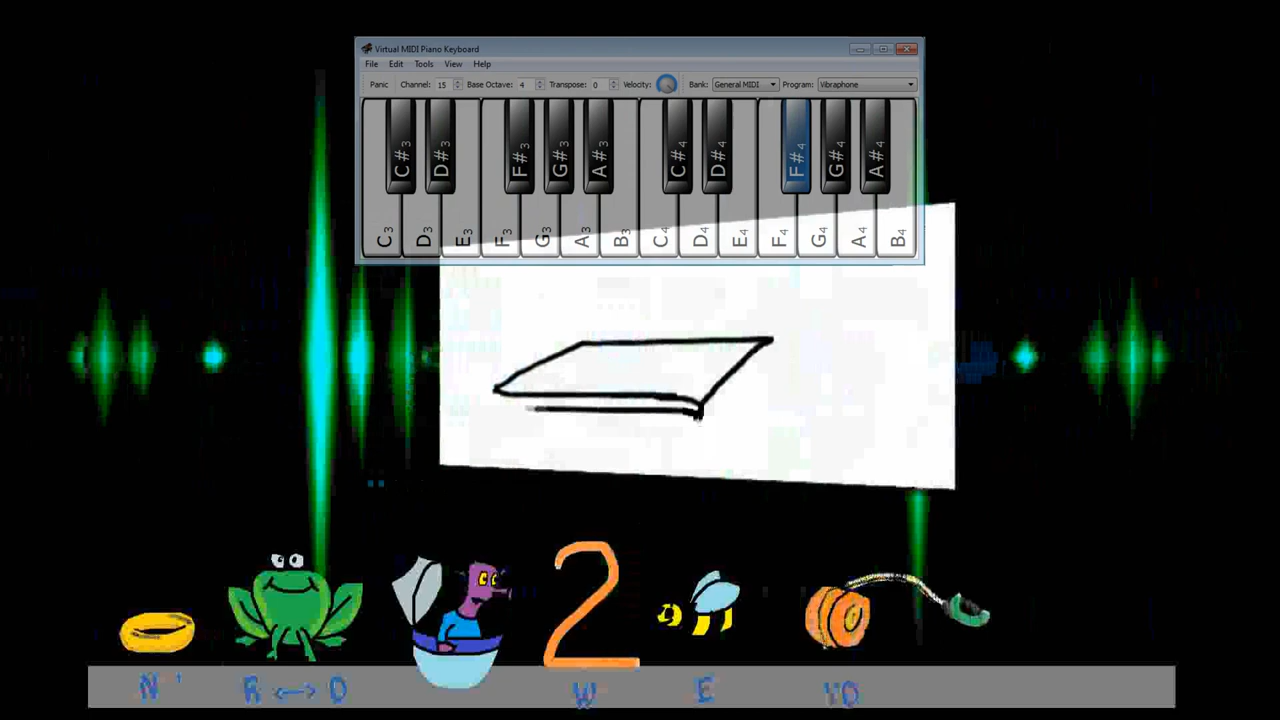 Virtual MIDI Piano Keyboard
File Edit Tools View Help
Panic Channel: 15 Base Octave: 4 Transpose: 0 Velocity: Bank: General MIDI Program: Vibraphone
C#3 D#3 F#3 G#3 A#3 C#4 D#4 F#4 G#4 A#4
C3 D3 E3 F3 G3 A3 B3 C4 D4 E4 F4 G4 A4 B4
2
N ' R <--> D W E YO